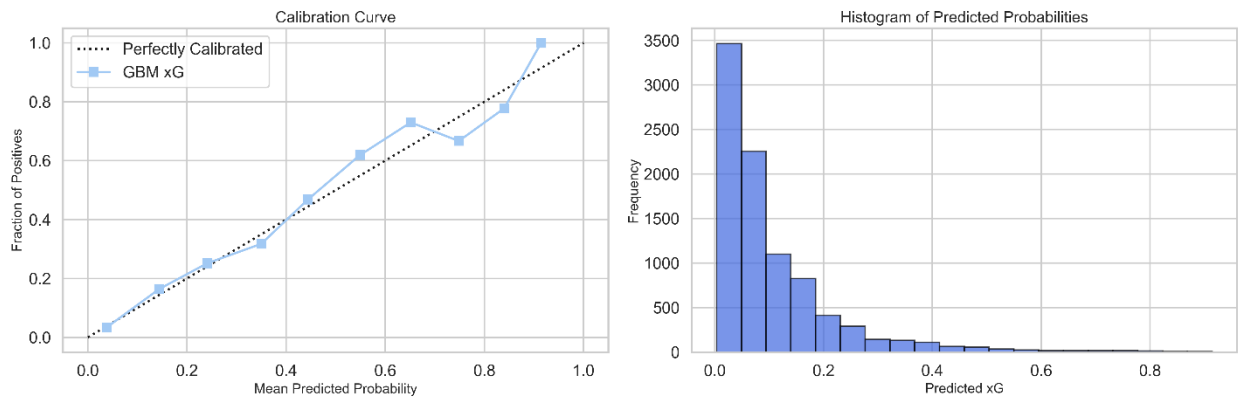 Calibration Curve
Perfectly Calibrated
GBM xG
1.0
0.8
0.6
0.4
0.2
0.0
Fraction of Positives
0.0 0.2 0.4 0.6 0.8 1.0
Mean Predicted Probability
Histogram of Predicted Probabilities
3500
3000
2500
2000
1500
1000
500
0
Frequency
0.0 0.2 0.4 0.6 0.8
Predicted xG